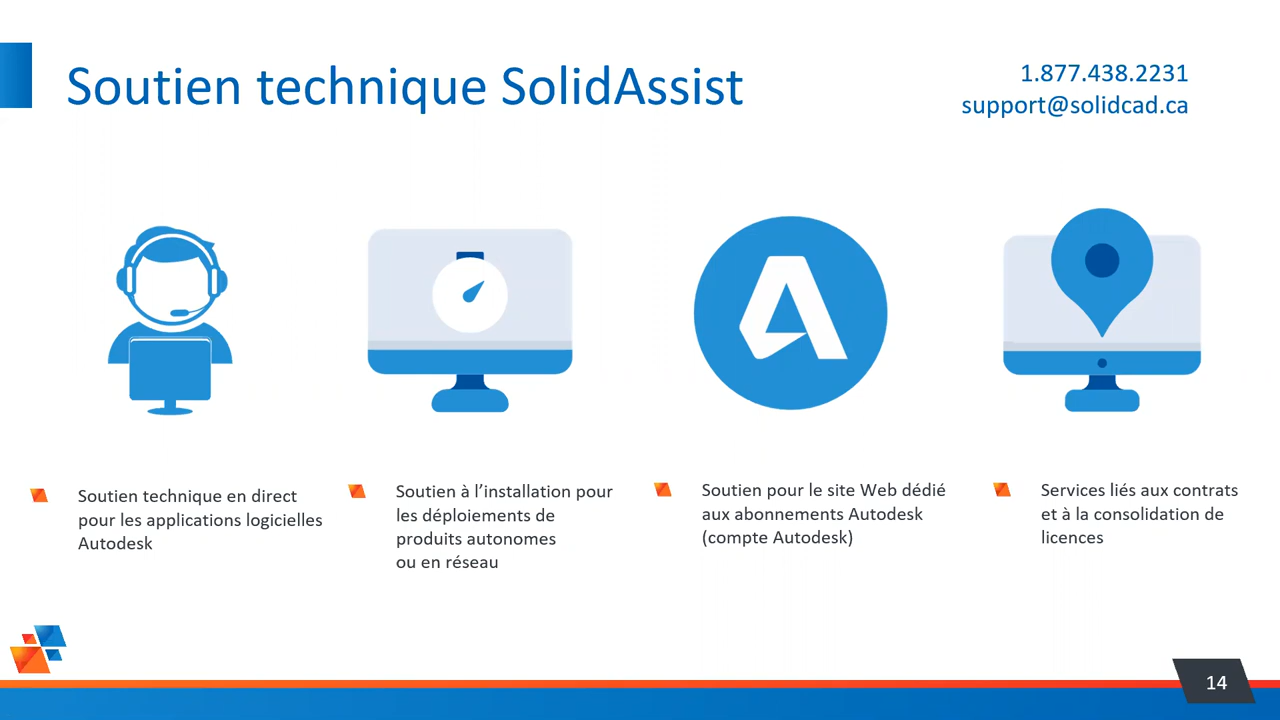 Soutien technique SolidAssist
1.877.438.2231
support@solidcad.ca
Soutien technique en direct
pour les applications logicielles
Autodesk
Soutien à l’installation pour
les déploiements de
produits autonomes
ou en réseau
Soutien pour le site Web dédié
aux abonnements Autodesk
(compte Autodesk)
Services liés aux contrats
et à la consolidation de
licences
14